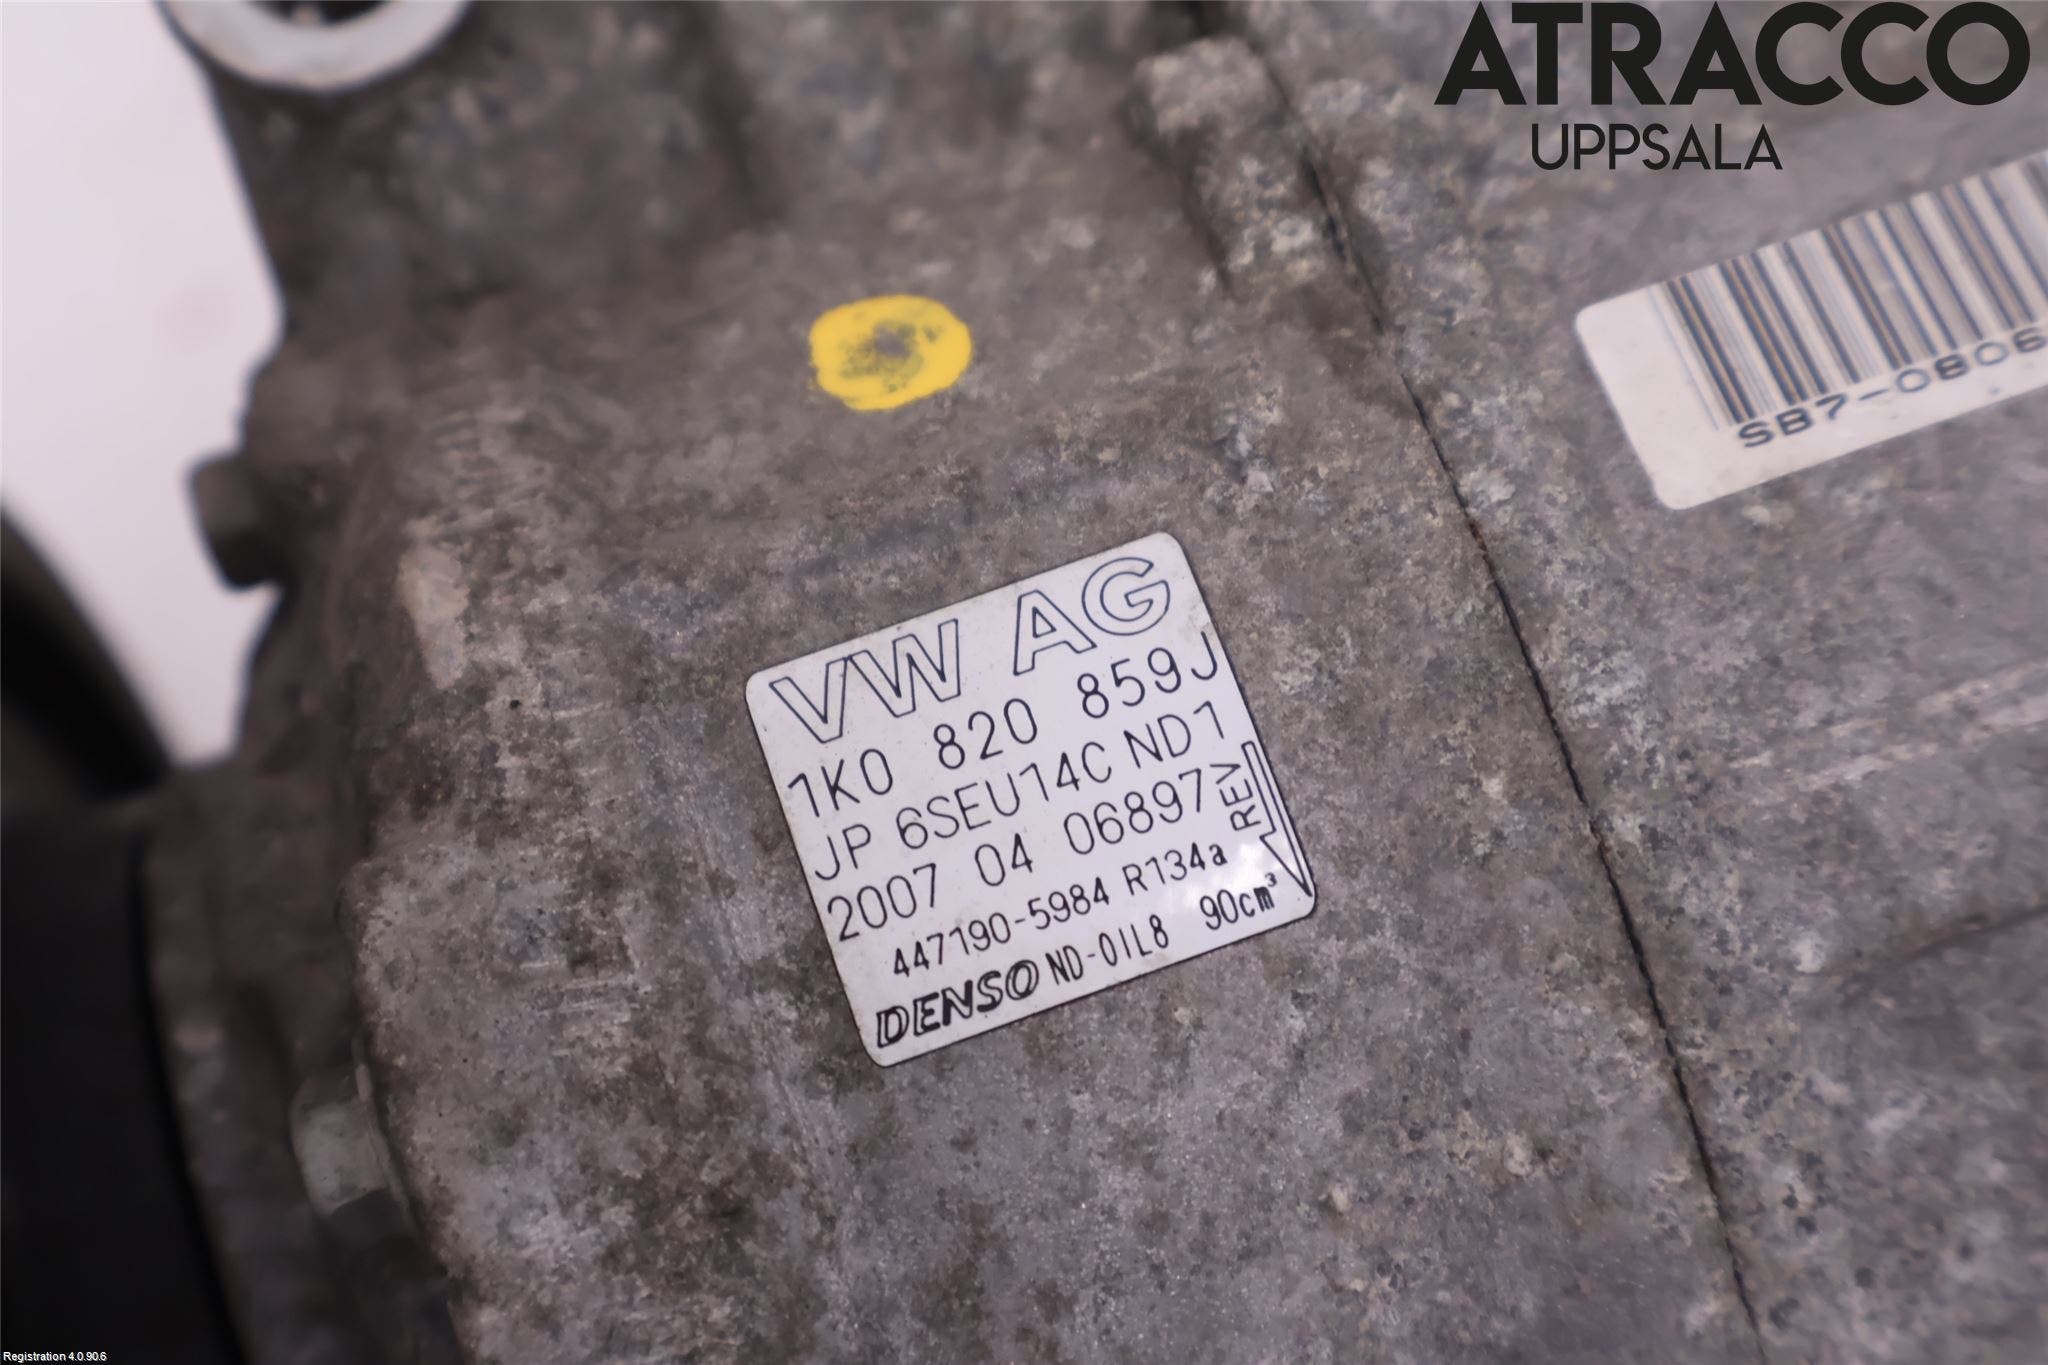 ATRACCO
UPPSALA
SB7-0806
VW AG
1K0 820 859J
JP 6SEU14C ND1
2007 04 06897
REV
447190-5984 R134a
DENSO ND-OIL8 90cm³
Registration 4.0.90.6